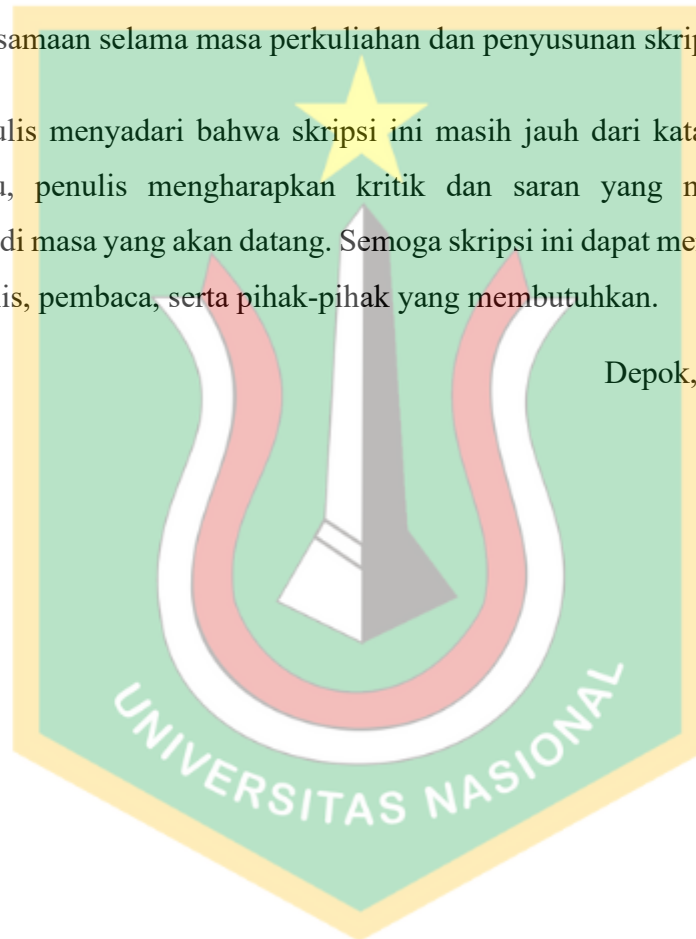 samaan selama masa perkuliahan dan penyusunan skrip
ulis menyadari bahwa skripsi ini masih jauh dari kata
u, penulis mengharapkan kritik dan saran yang m
di masa yang akan datang. Semoga skripsi ini dapat me
lis, pembaca, serta pihak-pihak yang membutuhkan.
Depok,
UNIVERSITAS NASIONAL